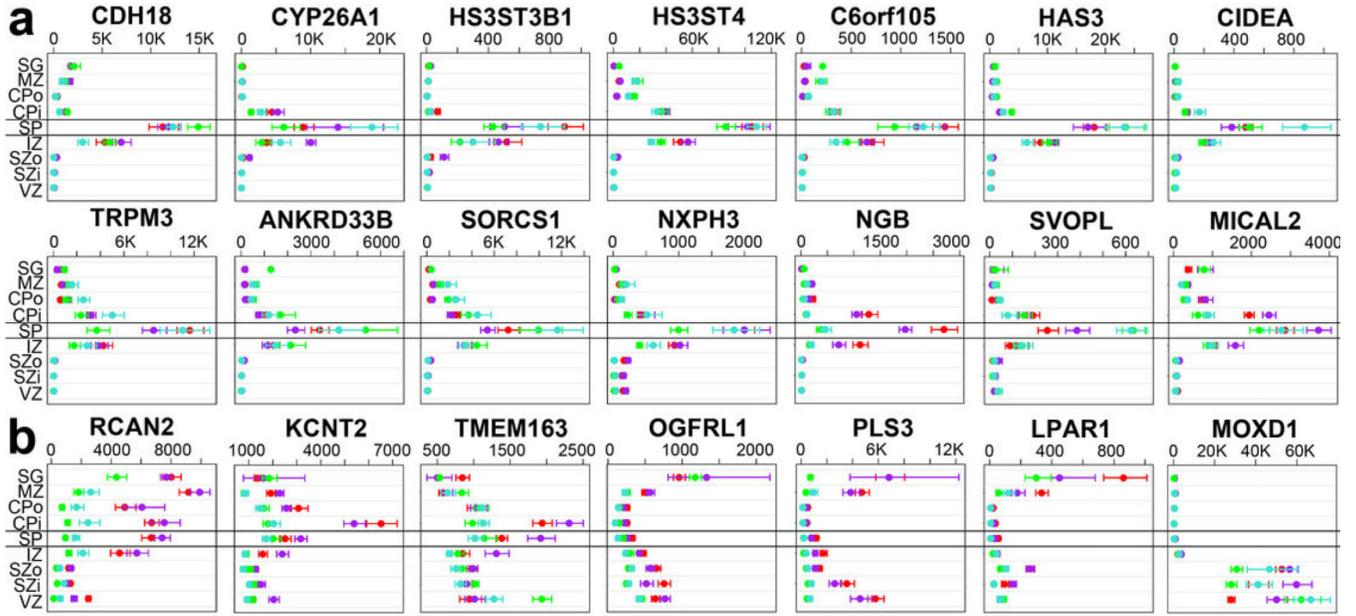 a CDH18 CYP26A1 HS3ST3B1 HS3ST4 C6orf105 HAS3 CIDEA
0 5K 10K 15K 0 10K 20K 0 400 800 0 60K 120K 0 500 1000 1500 0 10K 20K 0 400 800
SG
MZ
CPo
CPi
SP
IZ
SZo
SZi
VZ
TRPM3 ANKRD33B SORCS1 NXPH3 NGB SVOPL MICAL2
0 6K 12K 0 3000 6000 0 6K 12K 0 1000 2000 0 1500 3000 0 300 600 0 2000 4000
SG
MZ
CPo
CPi
SP
IZ
SZo
SZi
VZ
b RCAN2 KCNT2 TMEM163 OGFRL1 PLS3 LPAR1 MOXD1
0 4000 8000 1000 4000 7000 500 1500 2500 0 1000 2000 0 6K 12K 0 400 800 0 20K 60K
SG
MZ
CPo
CPi
SP
IZ
SZo
SZi
VZ